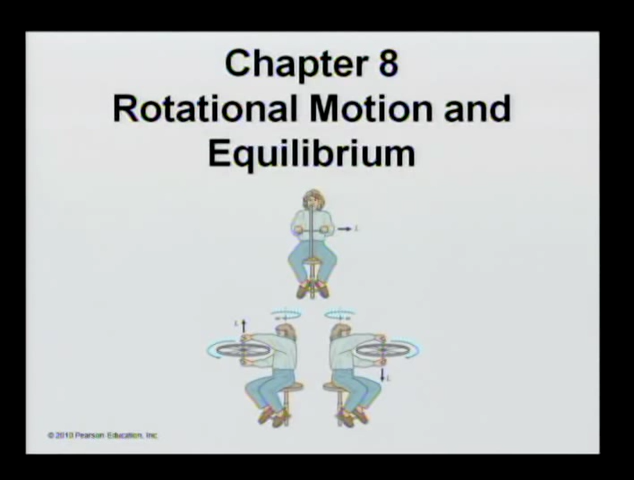 Chapter 8
Rotational Motion and
Equilibrium
L
L
L
© 2010 Pearson Education, Inc.